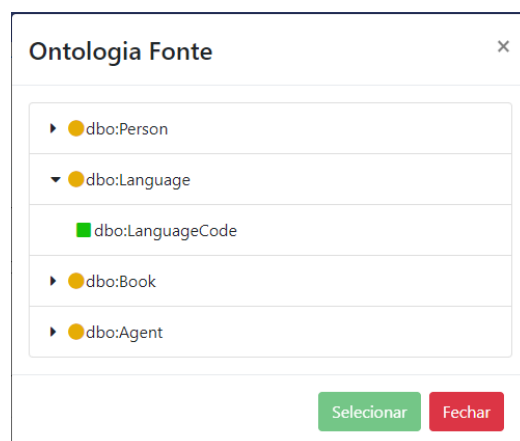 Ontologia Fonte
×
dbo:Person
dbo:Language
dbo:LanguageCode
dbo:Book
dbo:Agent
Selecionar Fechar